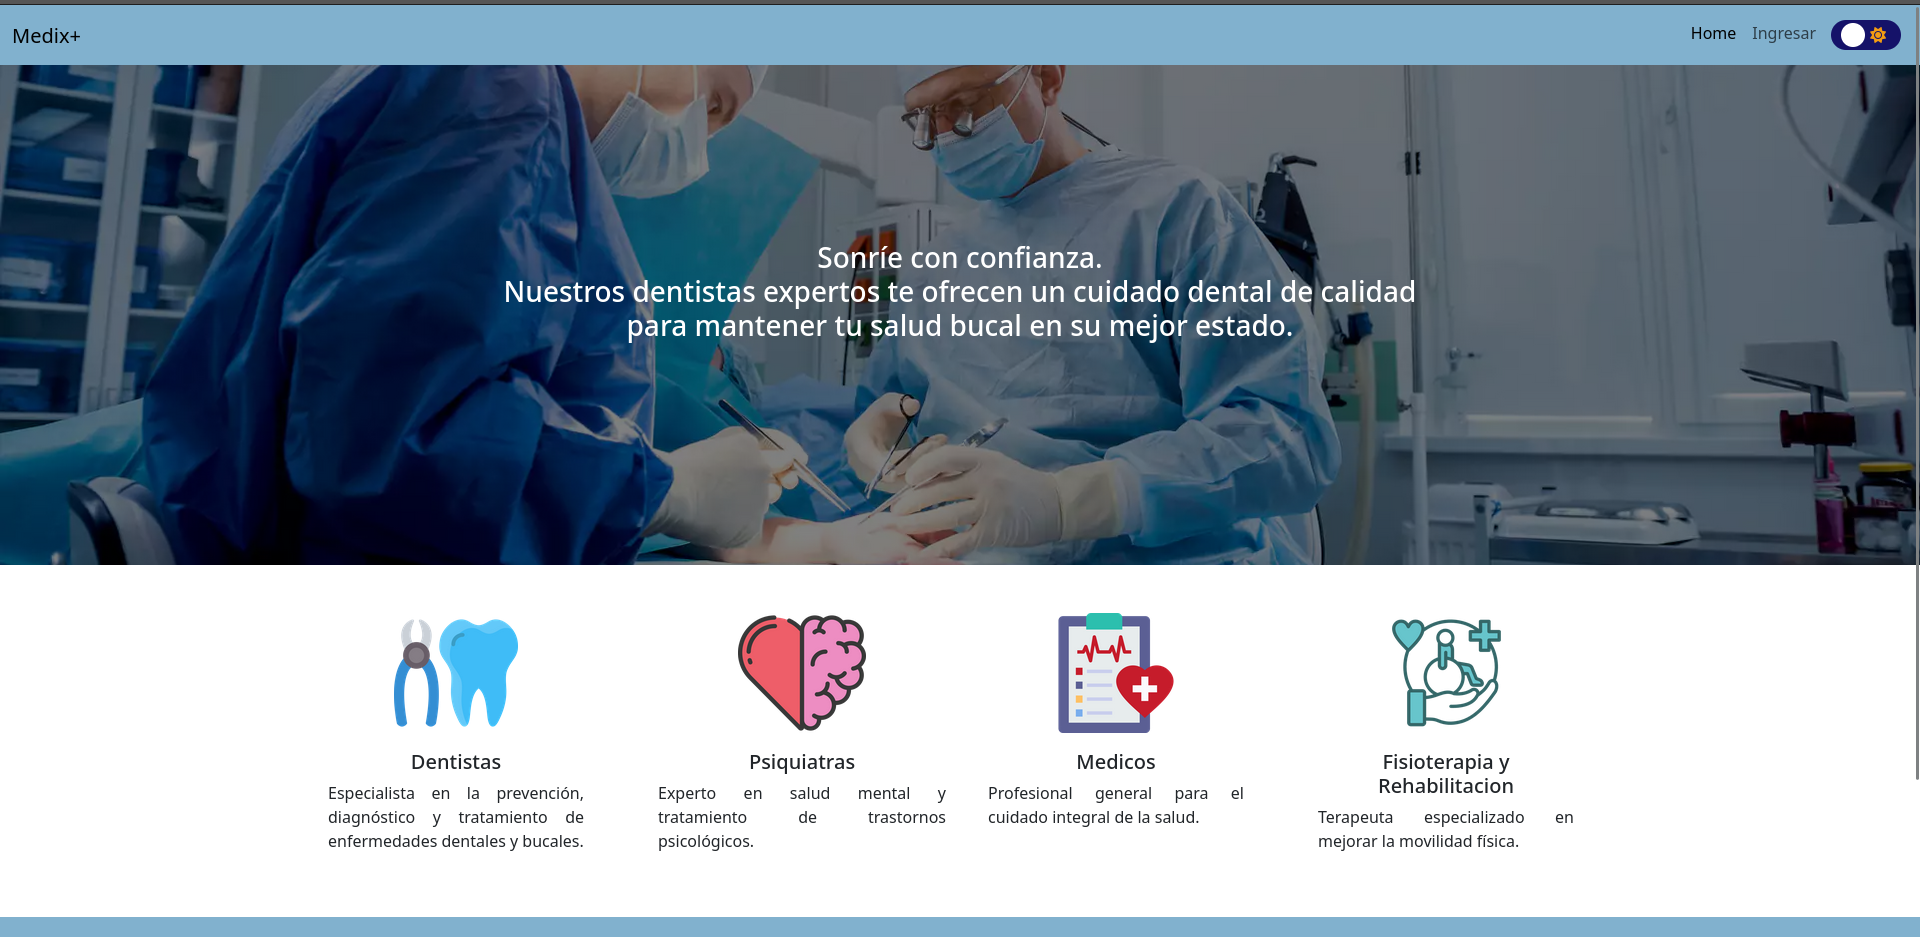 Medix+
Home
Ingresar
Sonríe con confianza.
Nuestros dentistas expertos te ofrecen un cuidado dental de calidad
para mantener tu salud bucal en su mejor estado.
Dentistas
Especialista en la prevención,
diagnóstico y tratamiento de
enfermedades dentales y bucales.
Psiquiatras
Experto en salud mental y
tratamiento de trastornos
psicológicos.
Medicos
Profesional general para el
cuidado integral de la salud.
Fisioterapia y
Rehabilitacion
Terapeuta especializado en
mejorar la movilidad física.